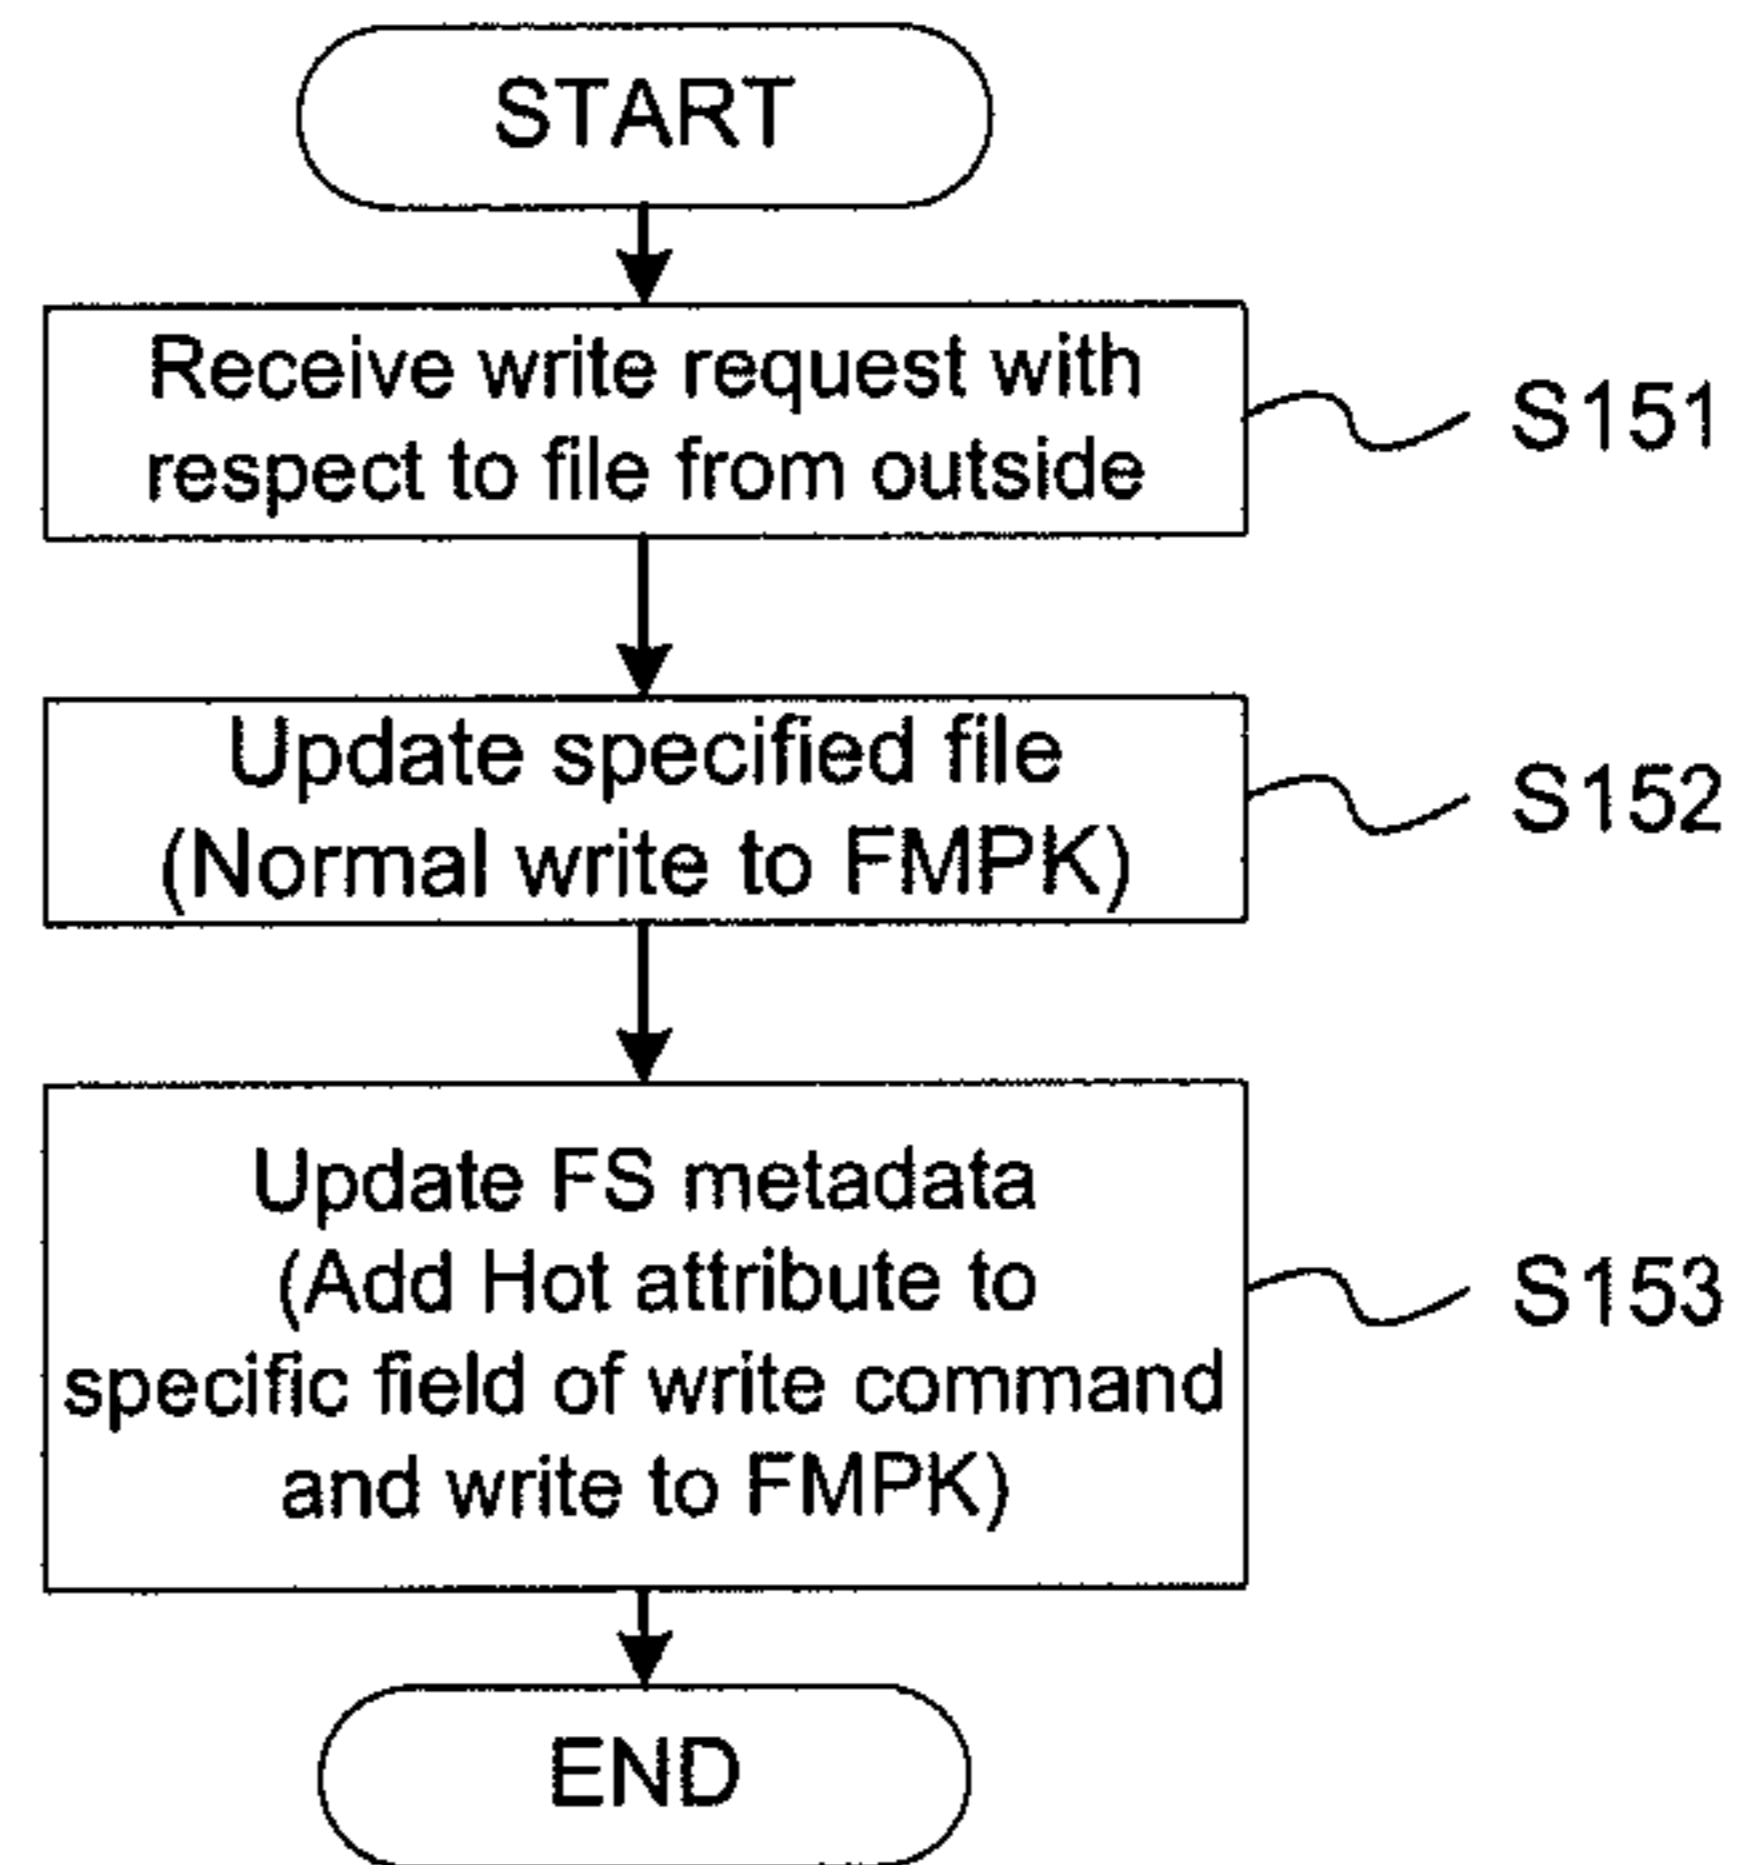 START
Receive write request with
respect to file from outside
S151
Update specified file
(Normal write to FMPK)
S152
Update FS metadata
(Add Hot attribute to
specific field of write command
and write to FMPK)
S153
END